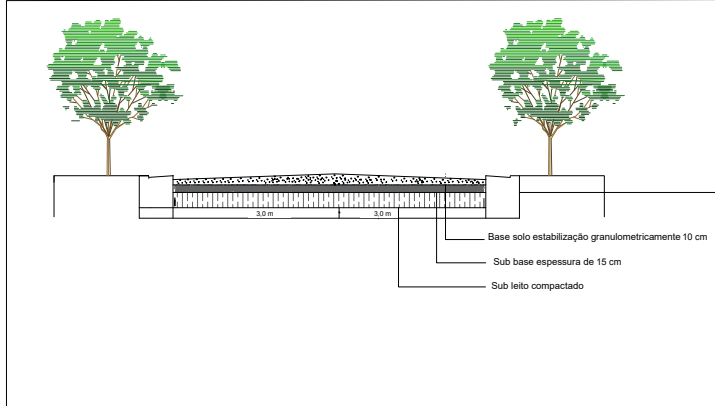 3,0 m
3,0 m
Base solo estabilização granulometricamente 10 cm
Sub base espessura de 15 cm
Sub leito compactado